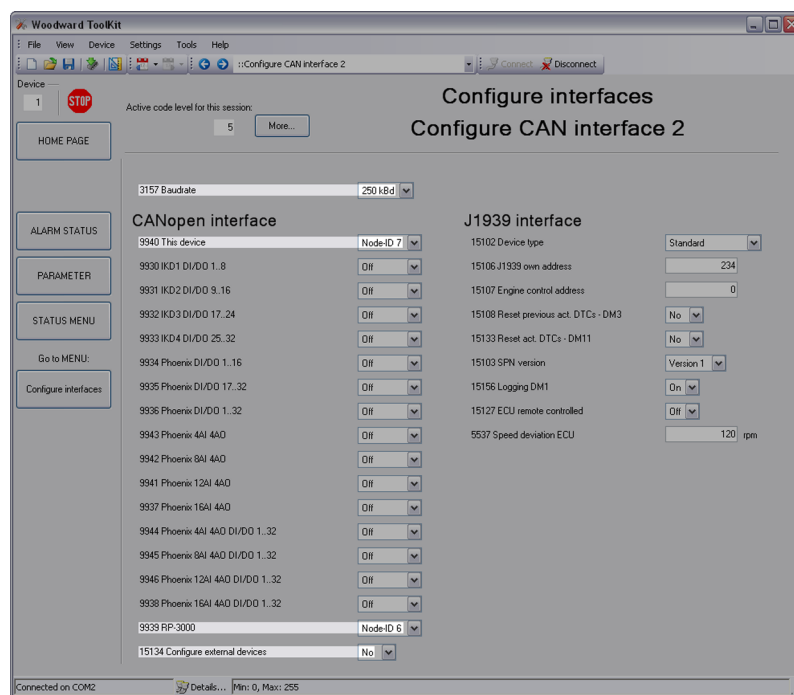 Woodward ToolKit
File View Device Settings Tools Help
::Configure CAN interface 2 Connect Disconnect
Device
1 STOP
Active code level for this session:
5 More...
Configure interfaces
Configure CAN interface 2
HOME PAGE
ALARM STATUS
PARAMETER
STATUS MENU
Go to MENU:
Configure interfaces
3157 Baudrate 250 kBd
CANopen interface
9940 This device Node-ID 7
9930 IKD1 DI/DO 1..8 Off
9931 IKD2 DI/DO 9..16 Off
9932 IKD3 DI/DO 17..24 Off
9933 IKD4 DI/DO 25..32 Off
9934 Phoenix DI/DO 1..16 Off
9935 Phoenix DI/DO 17..32 Off
9936 Phoenix DI/DO 1..32 Off
9943 Phoenix 4AI 4AO Off
9942 Phoenix 8AI 4AO Off
9941 Phoenix 12AI 4AO Off
9937 Phoenix 16AI 4AO Off
9944 Phoenix 4AI 4AO DI/DO 1..32 Off
9945 Phoenix 8AI 4AO DI/DO 1..32 Off
9946 Phoenix 12AI 4AO DI/DO 1..32 Off
9938 Phoenix 16AI 4AO DI/DO 1..32 Off
9939 RP-3000 Node-ID 6
15134 Configure external devices No
J1939 interface
15102 Device type Standard
15106 J1939 own address 234
15107 Engine control address 0
15108 Reset previous act. DTCs - DM3 No
15133 Reset act. DTCs - DM11 No
15103 SPN version Version 1
15156 Logging DM1 On
15127 ECU remote controlled Off
5537 Speed deviation ECU 120 rpm
Connected on COM2 Details... Min: 0, Max: 255